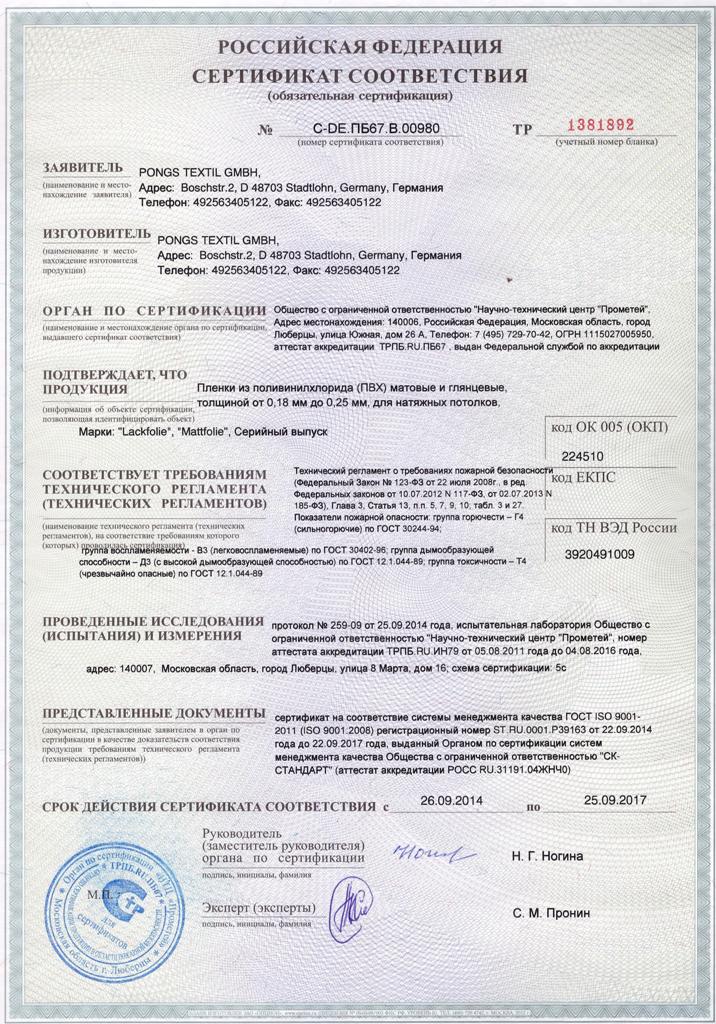 РОССИЙСКАЯ ФЕДЕРАЦИЯ
СЕРТИФИКАТ СООТВЕТСТВИЯ
(обязательная сертификация)
№ C-DE.ПБ67.В.00980 ТР 1381892
(номер сертификата соответствия) (учетный номер бланка)
ЗАЯВИТЕЛЬ PONGS TEXTIL GMBH,
(наименование и место-
нахождение заявителя) Адрес: Boschstr.2, D 48703 Stadtlohn, Germany, Германия
Телефон: 492563405122, Факс: 492563405122
ИЗГОТОВИТЕЛЬ PONGS TEXTIL GMBH,
(наименование и место-
нахождение изготовителя
продукции)
Адрес: Boschstr.2, D 48703 Stadtlohn, Germany, Германия
Телефон: 492563405122, Факс: 492563405122
ОРГАН ПО СЕРТИФИКАЦИИ
(наименование и местонахождение органа по сертификации,
выдавшего сертификат соответствия)
Общество с ограниченной ответственностью "Научно-технический центр "Прометей",
Адрес местонахождения: 140006, Российская Федерация, Московская область, город
Люберцы, улица Южная, дом 26 А, Телефон: 7 (495) 729-70-42, ОГРН 1115027005950,
аттестат аккредитации ТРПБ.RU.ПБ67 , выдан Федеральной службой по аккредитации
ПОДТВЕРЖДАЕТ, ЧТО
ПРОДУКЦИЯ
(информация об объекте сертификации,
позволяющая идентифицировать объект)
Пленки из поливинилхлорида (ПВХ) матовые и глянцевые,
толщиной от 0,18 мм до 0,25 мм, для натяжных потолков,
Марки: "Lackfolie", "Mattfolie", Серийный выпуск
код ОК 005 (ОКП)
224510
СООТВЕТСТВУЕТ ТРЕБОВАНИЯМ
ТЕХНИЧЕСКОГО РЕГЛАМЕНТА
(ТЕХНИЧЕСКИХ РЕГЛАМЕНТОВ)
(наименование технического регламента (технических
регламентов), на соответствие требованиям которого
(которых) проводилась сертификация)
Технический регламент о требованиях пожарной безопасности
(Федеральный Закон № 123-ФЗ от 22 июля 2008г., в ред.
Федеральных законов от 10.07.2012 N 117-ФЗ, от 02.07.2013 N
185-ФЗ), Глава 3, Статья 13, п.п. 5, 7, 9, 10, табл. 3 и 27.
Показатели пожарной опасности: группа горючести – Г4
(сильногорючие) по ГОСТ 30244-94;
группа воспламеняемости - В3 (легковоспламеняемые) по ГОСТ 30402-96; группа дымообразующей
способности – Д3 (с высокой дымообразующей способностью) по ГОСТ 12.1.044-89; группа токсичности – Т4
(чрезвычайно опасные) по ГОСТ 12.1.044-89
код ЕКПС
код ТН ВЭД России
3920491009
ПРОВЕДЕННЫЕ ИССЛЕДОВАНИЯ
(ИСПЫТАНИЯ) И ИЗМЕРЕНИЯ
протокол № 259-09 от 25.09.2014 года, испытательная лаборатория Общество с
ограниченной ответственностью "Научно-технический центр "Прометей", номер
аттестата аккредитации ТРПБ.RU.ИН79 от 05.08.2011 года до 04.08.2016 года,
адрес: 140007, Московская область, город Люберцы, улица 8 Марта, дом 16; схема сертификации: 5с
ПРЕДСТАВЛЕННЫЕ ДОКУМЕНТЫ
(документы, представленные заявителем в орган по
сертификации в качестве доказательств соответствия
продукции требованиям технического регламента
(технических регламентов))
сертификат на соответствие системы менеджмента качества ГОСТ ISO 9001-
2011 (ISO 9001:2008) регистрационный номер ST.RU.0001.P39163 от 22.09.2014
года до 22.09.2017 года, выданный Органом по сертификации систем
менеджмента качества Общества с ограниченной ответственностью "СК-
СТАНДАРТ" (аттестат аккредитации РОСС RU.31191.04ЖНЧ0)
СРОК ДЕЙСТВИЯ СЕРТИФИКАТА СООТВЕТСТВИЯ с 26.09.2014 по 25.09.2017
Руководитель
(заместитель руководителя)
органа по сертификации
подпись, инициалы, фамилия
Н. Г. Ногина
М.П.
Эксперт (эксперты)
подпись, инициалы, фамилия
С. М. Пронин
Орган по сертификации
ТРПБ.RU.ПБ67
для
сертификатов
Московская область г. Люберцы